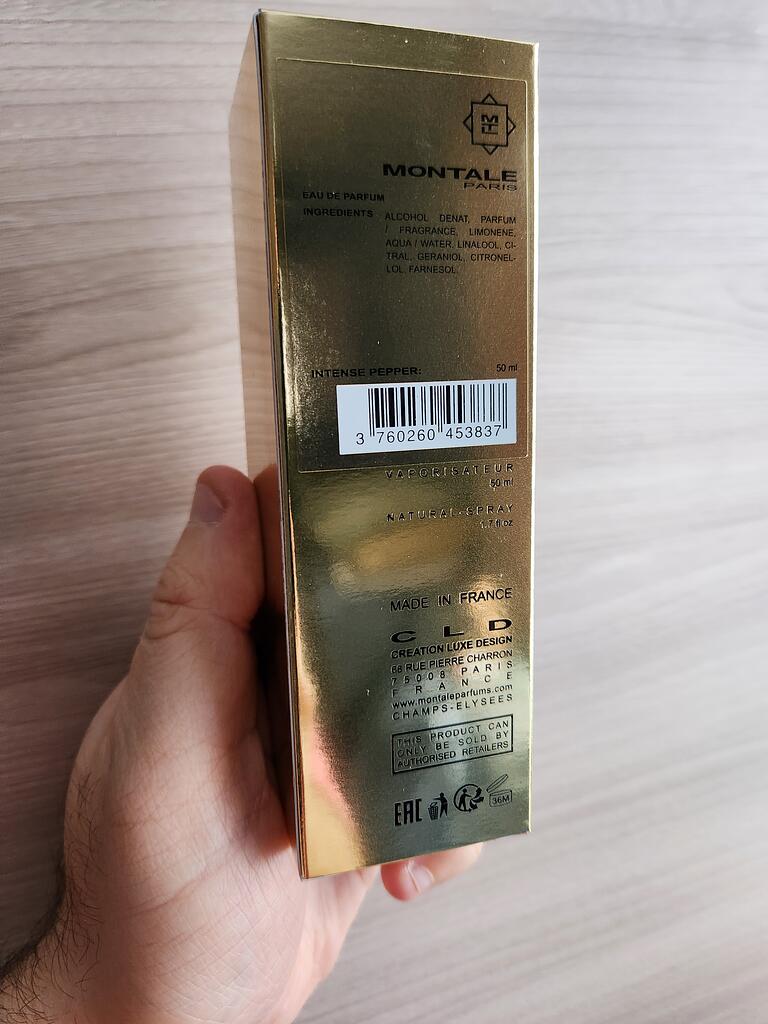 MONTALE
PARIS
EAU DE PARFUM
INGREDIENTS ALCOHOL DENAT, PARFUM
/ FRAGRANCE, LIMONENE,
AQUA / WATER, LINALOOL, CI-
TRAL, GERANIOL, CITRONEL-
LOL, FARNESOL
INTENSE PEPPER: 50 ml
3 760260 453837
VAPORISATEUR
50 ml
NATURAL-SPRAY
1.7 fl oz
MADE IN FRANCE
CLD
CREATION LUXE DESIGN
68 RUE PIERRE CHARRON
75008 PARIS
FRANCE
www.montaleparfums.com
CHAMPS-ELYSEES
THIS PRODUCT CAN
ONLY BE SOLD BY
AUTHORISED RETAILERS
EAC 36M